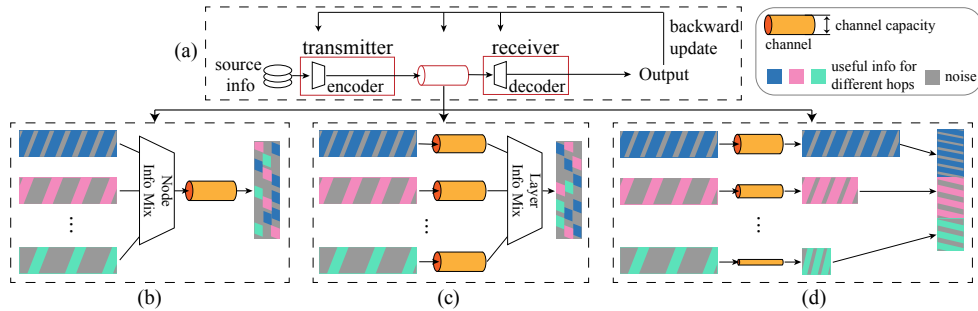 (a)
transmitter
receiver
backward
update
source
info
encoder
decoder
Output
channel capacity
channel
useful info for
different hops
noise
Node
Info Mix
...
(b)
Layer
Info Mix
...
(c)
...
(d)